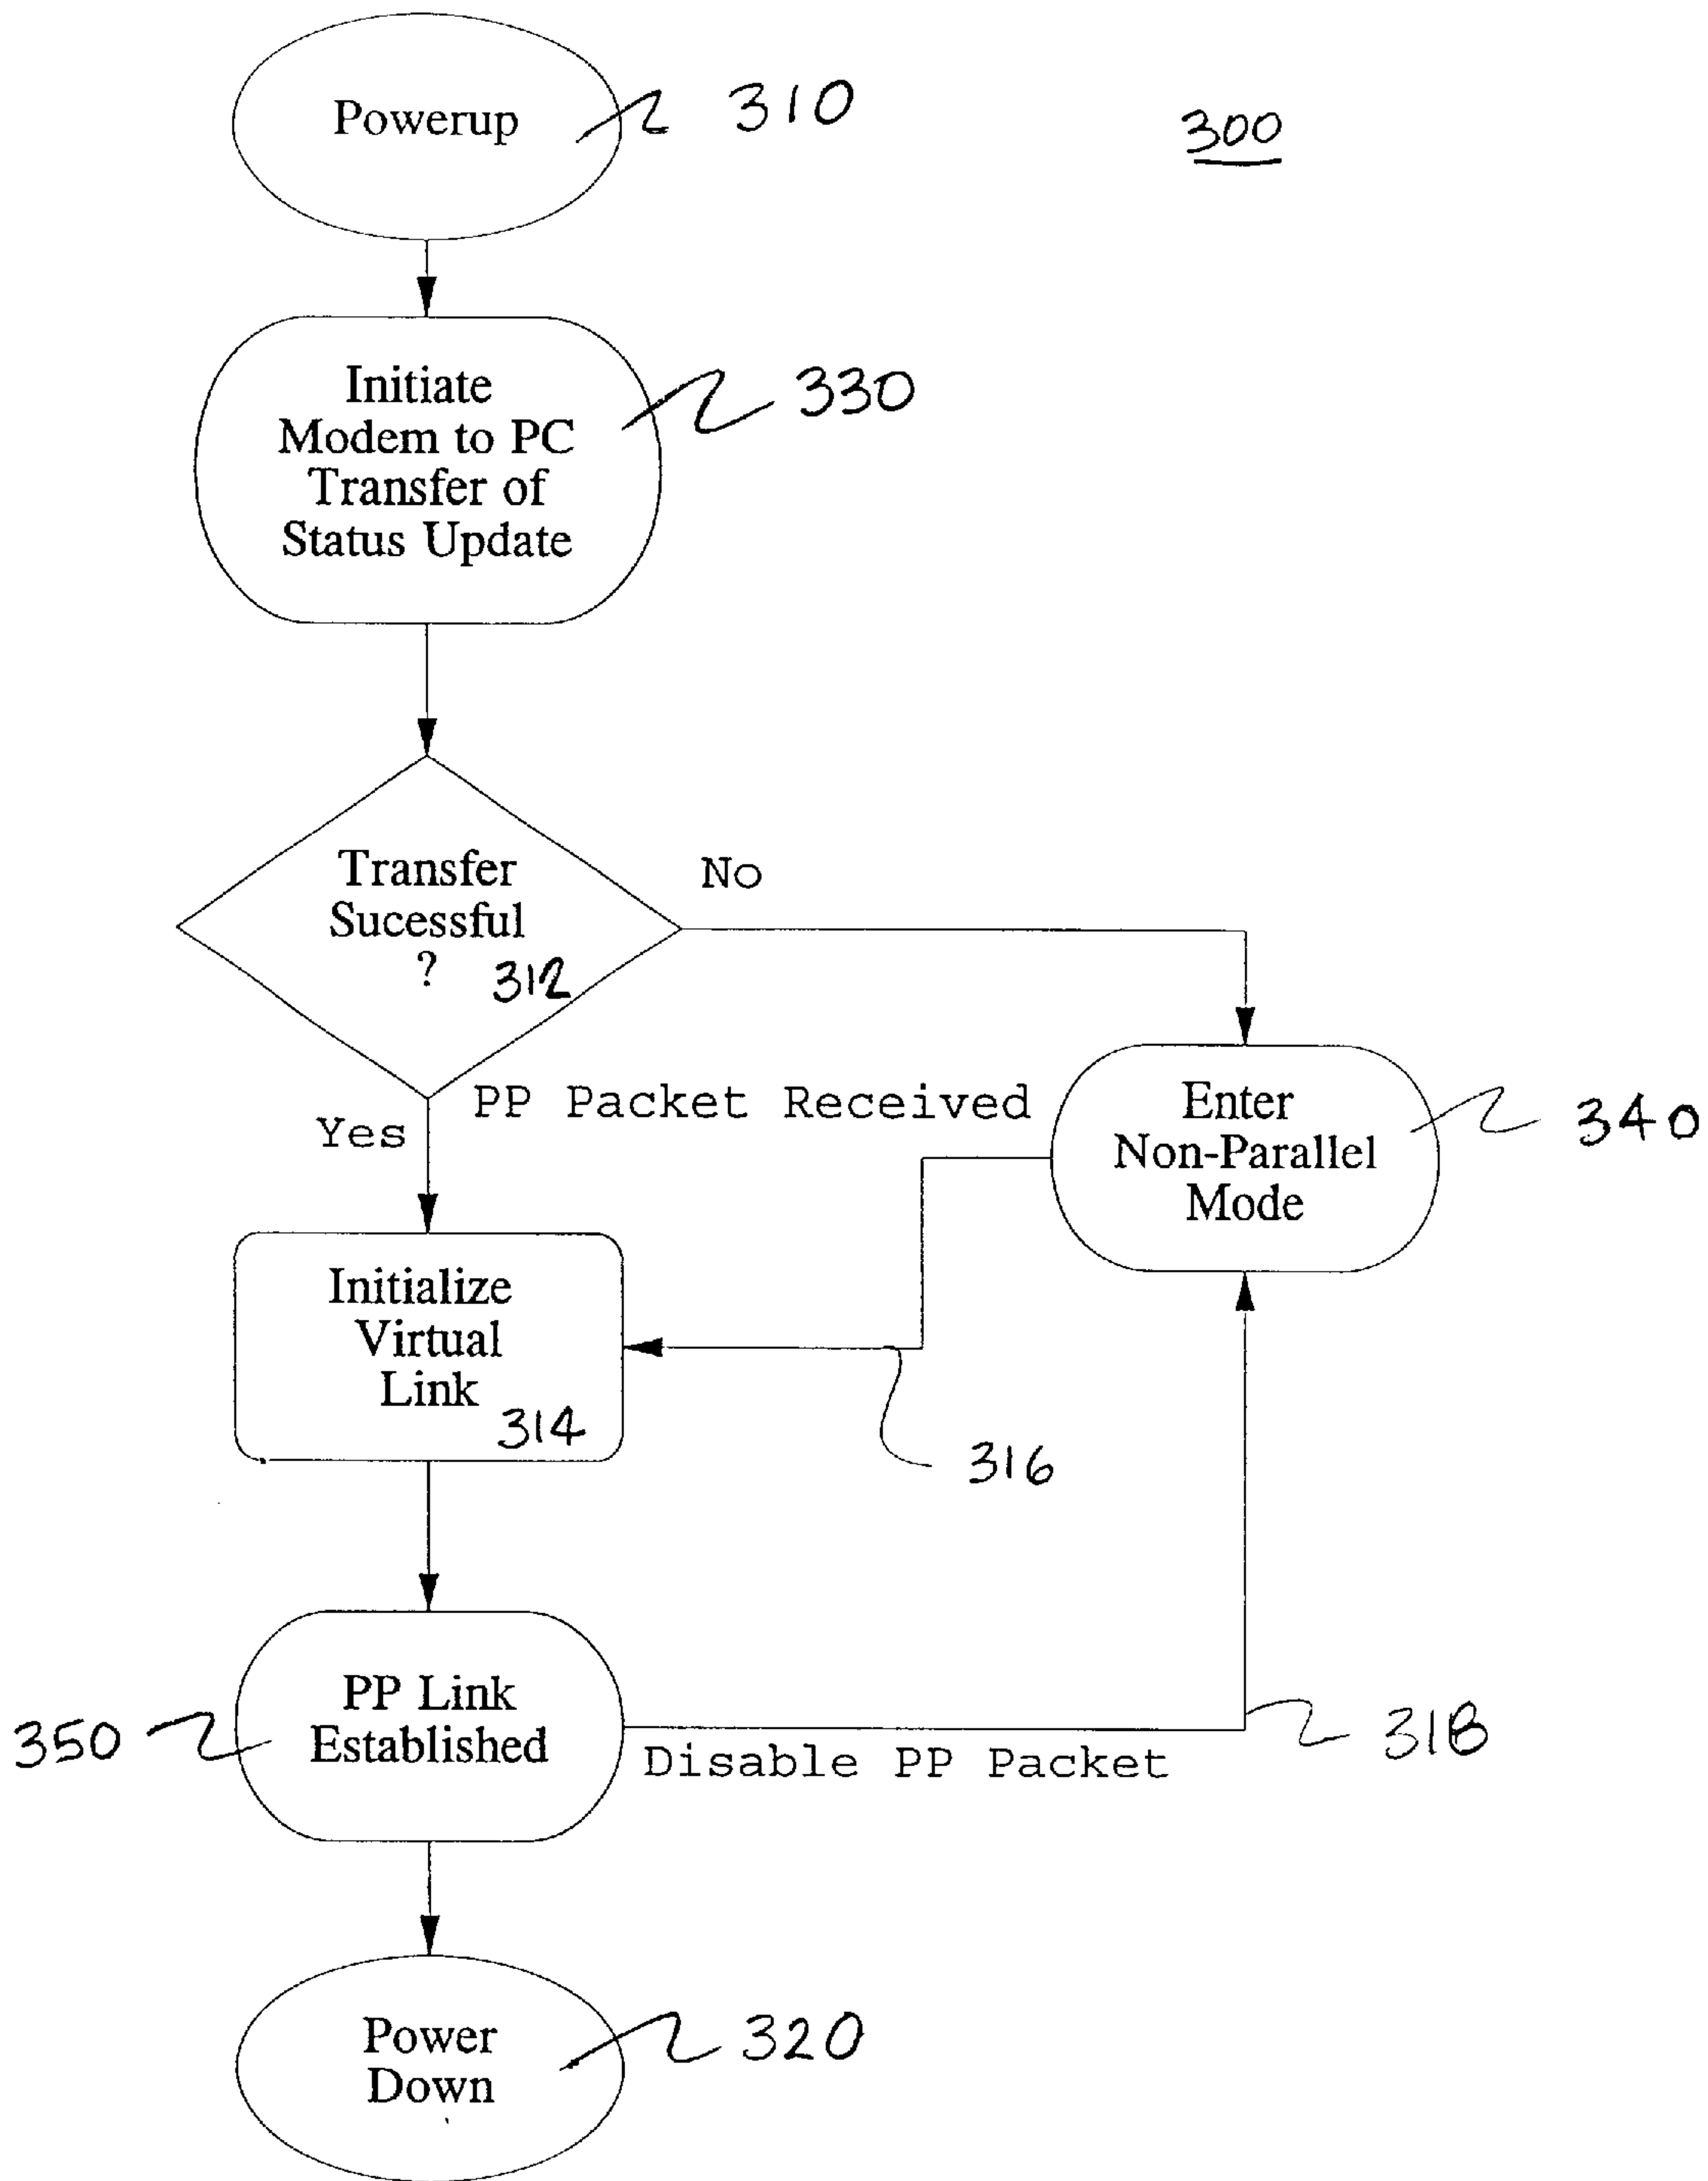 Powerup
310
300
Initiate
Modem to PC
Transfer of
Status Update
330
Transfer
Sucessful
?
312
No
Yes
PP Packet Received
Enter
Non-Parallel
Mode
340
Initialize
Virtual
Link
314
316
PP Link
Established
350
Disable PP Packet
318
Power
Down
320